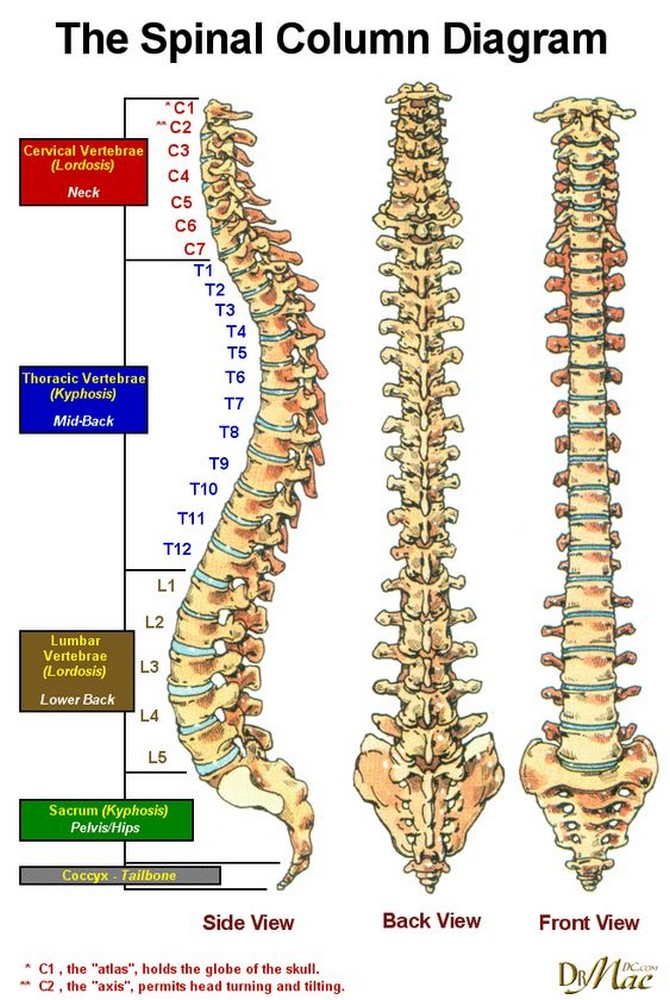 The Spinal Column Diagram
* C1
** C2
C3
C4
C5
C6
C7
Cervical Vertebrae
(Lordosis)
Neck
T1
T2
T3
T4
T5
T6
T7
T8
T9
T10
T11
T12
Thoracic Vertebrae
(Kyphosis)
Mid-Back
L1
L2
L3
L4
L5
Lumbar
Vertebrae
(Lordosis)
Lower Back
Sacrum (Kyphosis)
Pelvis/Hips
Coccyx - Tailbone
Side View
Back View
Front View
* C1 , the "atlas", holds the globe of the skull.
** C2 , the "axis", permits head turning and tilting.
DRMac
DC.COM